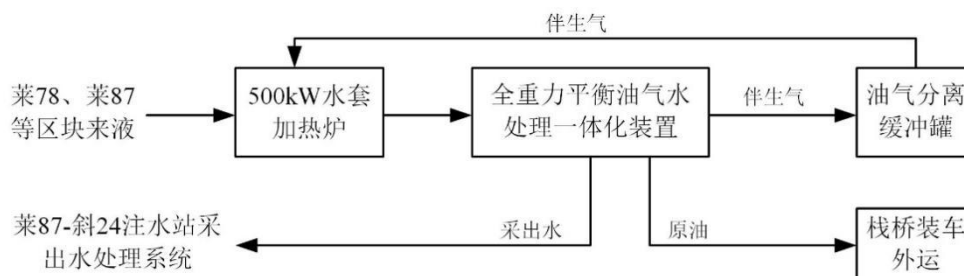 伴生气
莱78、莱87
等区块来液
500kW水套
加热炉
全重力平衡油气水
处理一体化装置
伴生气
油气分离
缓冲罐
莱87-斜24注水站采
出水处理系统
采出水
原油
栈桥装车
外运